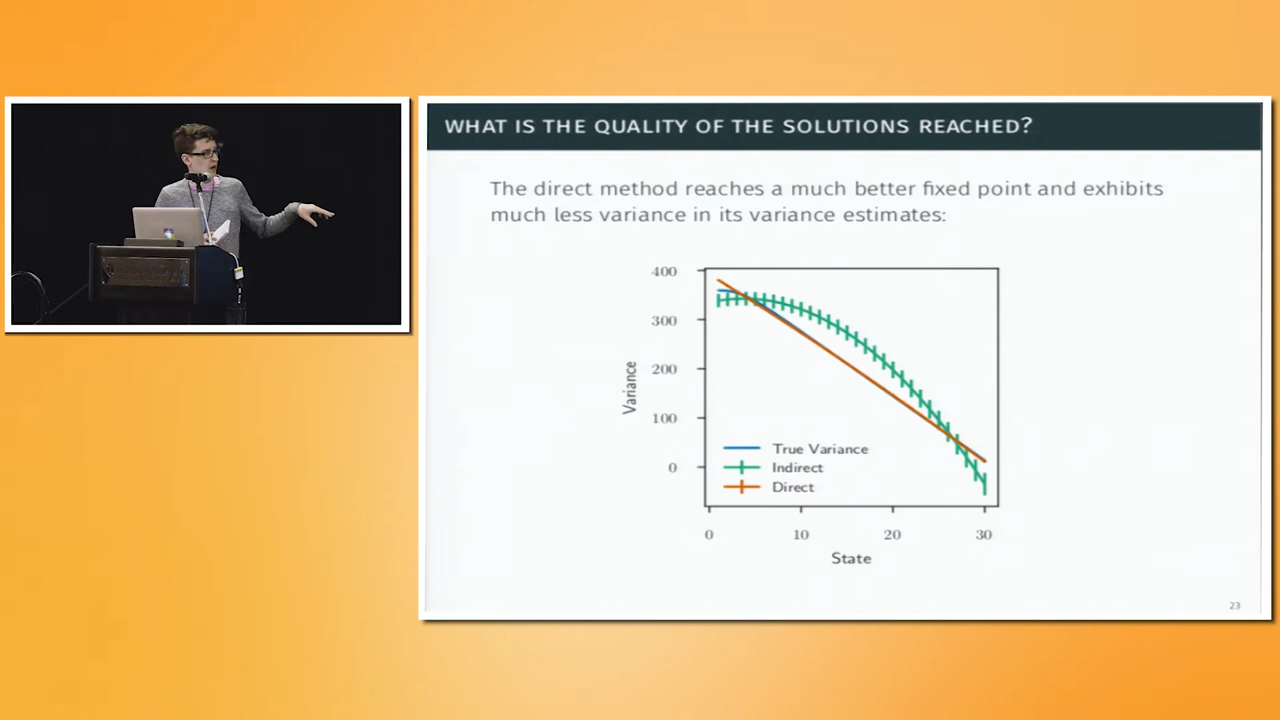 WHAT IS THE QUALITY OF THE SOLUTIONS REACHED?
The direct method reaches a much better fixed point and exhibits
much less variance in its variance estimates:
400
300
200
100
0
Variance
True Variance
Indirect
Direct
0 10 20 30
State
23